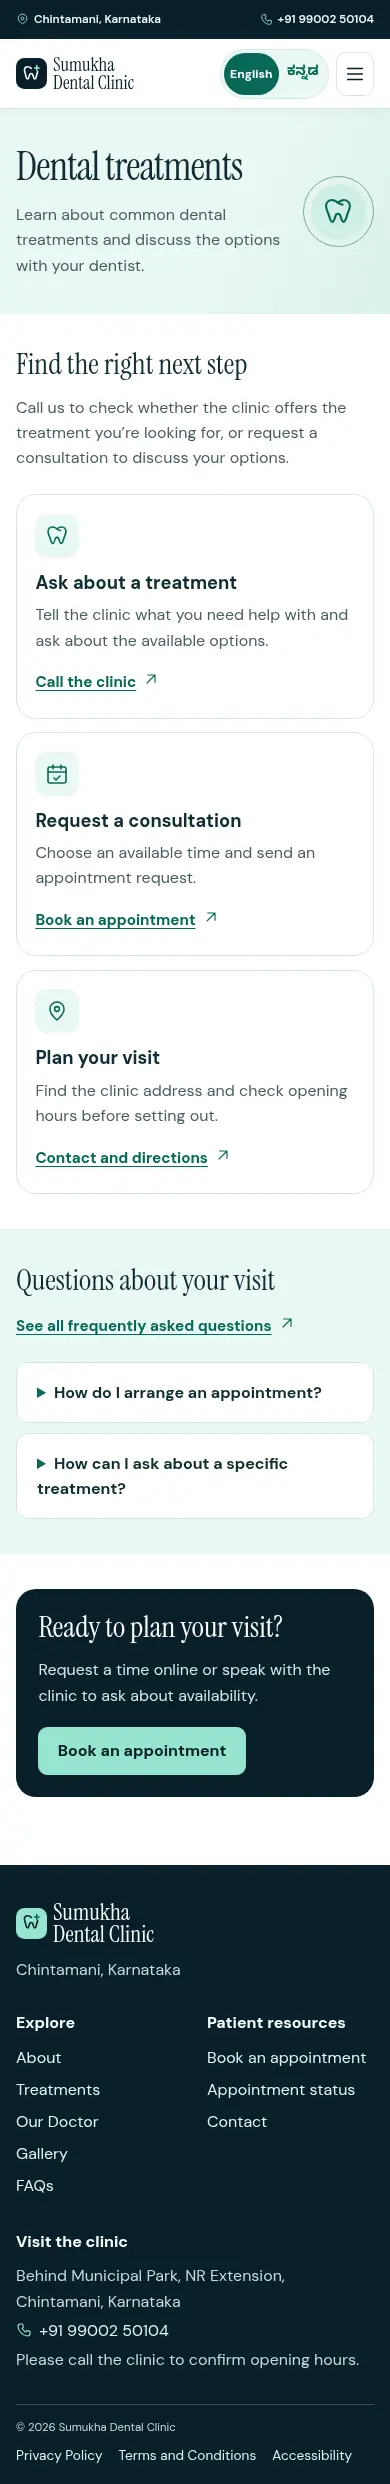 Chintamani, Karnataka
+91 99002 50104
Sumukha
Dental Clinic
English
ಕನ್ನಡ
Dental treatments
Learn about common dental
treatments and discuss the options
with your dentist.
Find the right next step
Call us to check whether the clinic offers the
treatment you’re looking for, or request a
consultation to discuss your options.
Ask about a treatment
Tell the clinic what you need help with and
ask about the available options.
Call the clinic
Request a consultation
Choose an available time and send an
appointment request.
Book an appointment
Plan your visit
Find the clinic address and check opening
hours before setting out.
Contact and directions
Questions about your visit
See all frequently asked questions
How do I arrange an appointment?
How can I ask about a specific
treatment?
Ready to plan your visit?
Request a time online or speak with the
clinic to ask about availability.
Book an appointment
Sumukha
Dental Clinic
Chintamani, Karnataka
Explore
About
Treatments
Our Doctor
Gallery
FAQs
Patient resources
Book an appointment
Appointment status
Contact
Visit the clinic
Behind Municipal Park, NR Extension,
Chintamani, Karnataka
+91 99002 50104
Please call the clinic to confirm opening hours.
© 2026 Sumukha Dental Clinic
Privacy Policy
Terms and Conditions
Accessibility